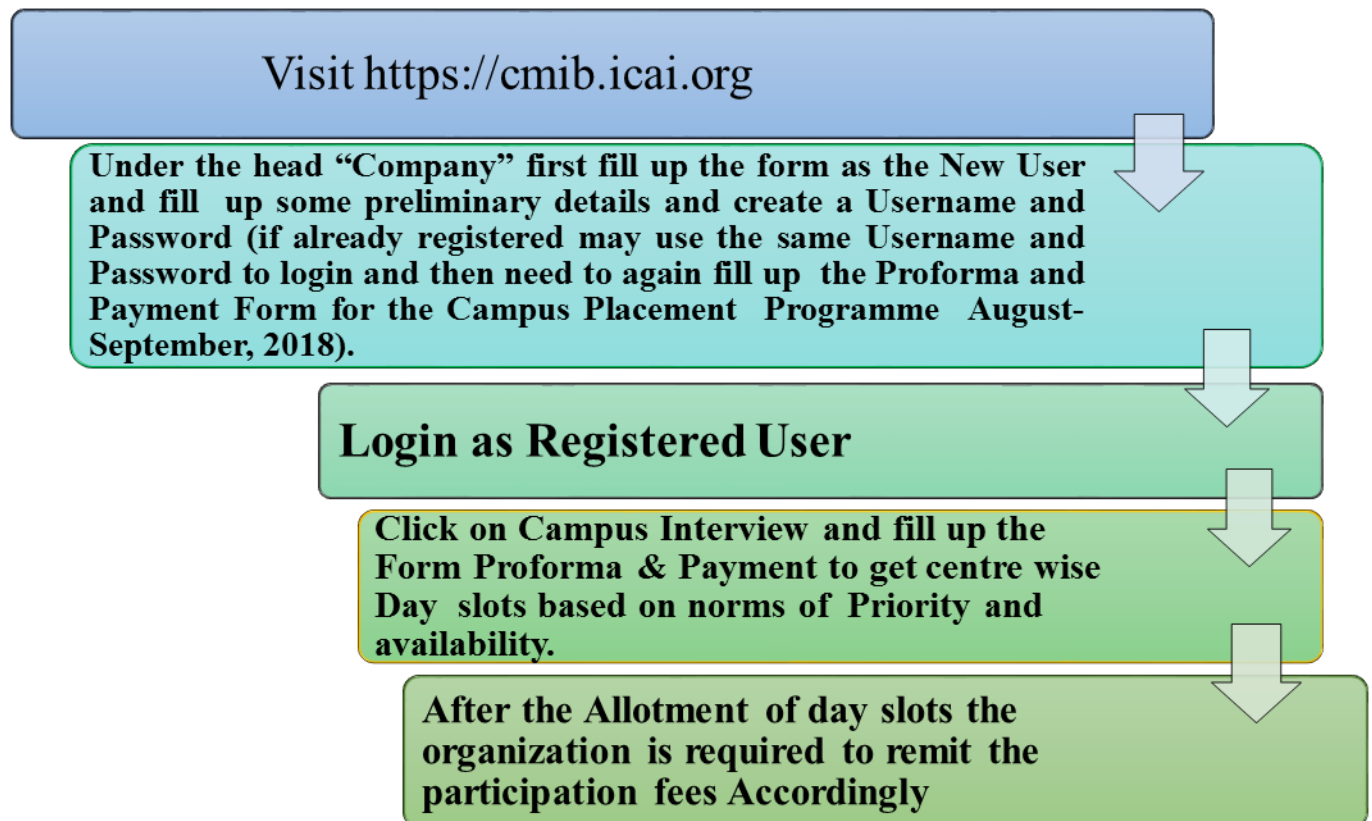 Visit https://cmib.icai.org
Under the head “Company” first fill up the form as the New User
and fill up some preliminary details and create a Username and
Password (if already registered may use the same Username and
Password to login and then need to again fill up the Proforma and
Payment Form for the Campus Placement Programme August-
September, 2018).
Login as Registered User
Click on Campus Interview and fill up the
Form Proforma & Payment to get centre wise
Day slots based on norms of Priority and
availability.
After the Allotment of day slots the
organization is required to remit the
participation fees Accordingly